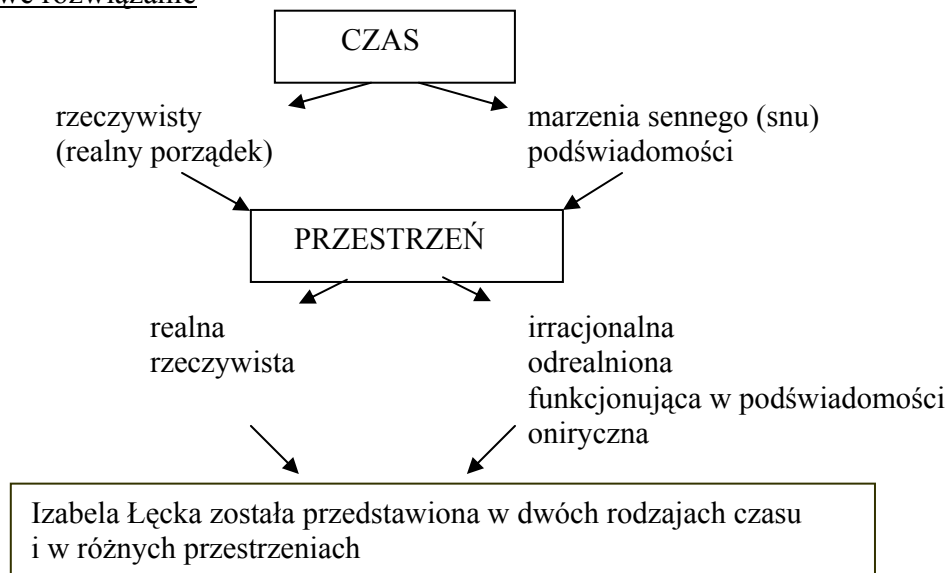 CZAS
rzeczywisty
(realny porządek)
marzenia sennego (snu)
podświadomości
PRZESTRZEŃ
realna
rzeczywista
irracjonalna
odrealniona
funkcjonująca w podświadomości
oniryczna
Izabela Łęcka została przedstawiona w dwóch rodzajach czasu
i w różnych przestrzeniach